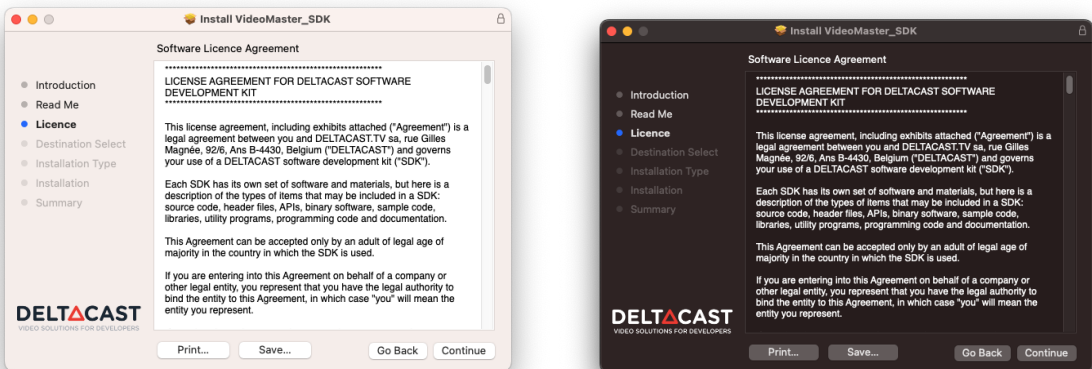 Install VideoMaster_SDK
Software Licence Agreement
Introduction
Read Me
Licence
Destination Select
Installation Type
Installation
Summary
*********************************************************
LICENSE AGREEMENT FOR DELTACAST SOFTWARE
DEVELOPMENT KIT
*********************************************************
This license agreement, including exhibits attached ("Agreement") is a
legal agreement between you and DELTACAST.TV sa, rue Gilles
Magnée, 92/6, Ans B-4430, Belgium ("DELTACAST") and governs
your use of a DELTACAST software development kit ("SDK").
Each SDK has its own set of software and materials, but here is a
description of the types of items that may be included in a SDK:
source code, header files, APIs, binary software, sample code,
libraries, utility programs, programming code and documentation.
This Agreement can be accepted only by an adult of legal age of
majority in the country in which the SDK is used.
If you are entering into this Agreement on behalf of a company or
other legal entity, you represent that you have the legal authority to
bind the entity to this Agreement, in which case "you" will mean the
entity you represent.
DELTACAST
VIDEO SOLUTIONS FOR DEVELOPERS
Print...
Save...
Go Back
Continue
Install VideoMaster_SDK
Software Licence Agreement
Introduction
Read Me
Licence
Destination Select
Installation Type
Installation
Summary
*********************************************************
LICENSE AGREEMENT FOR DELTACAST SOFTWARE
DEVELOPMENT KIT
*********************************************************
This license agreement, including exhibits attached ("Agreement") is a
legal agreement between you and DELTACAST.TV sa, rue Gilles
Magnée, 92/6, Ans B-4430, Belgium ("DELTACAST") and governs
your use of a DELTACAST software development kit ("SDK").
Each SDK has its own set of software and materials, but here is a
description of the types of items that may be included in a SDK:
source code, header files, APIs, binary software, sample code,
libraries, utility programs, programming code and documentation.
This Agreement can be accepted only by an adult of legal age of
majority in the country in which the SDK is used.
If you are entering into this Agreement on behalf of a company or
other legal entity, you represent that you have the legal authority to
bind the entity to this Agreement, in which case "you" will mean the
entity you represent.
DELTACAST
VIDEO SOLUTIONS FOR DEVELOPERS
Print...
Save...
Go Back
Continue